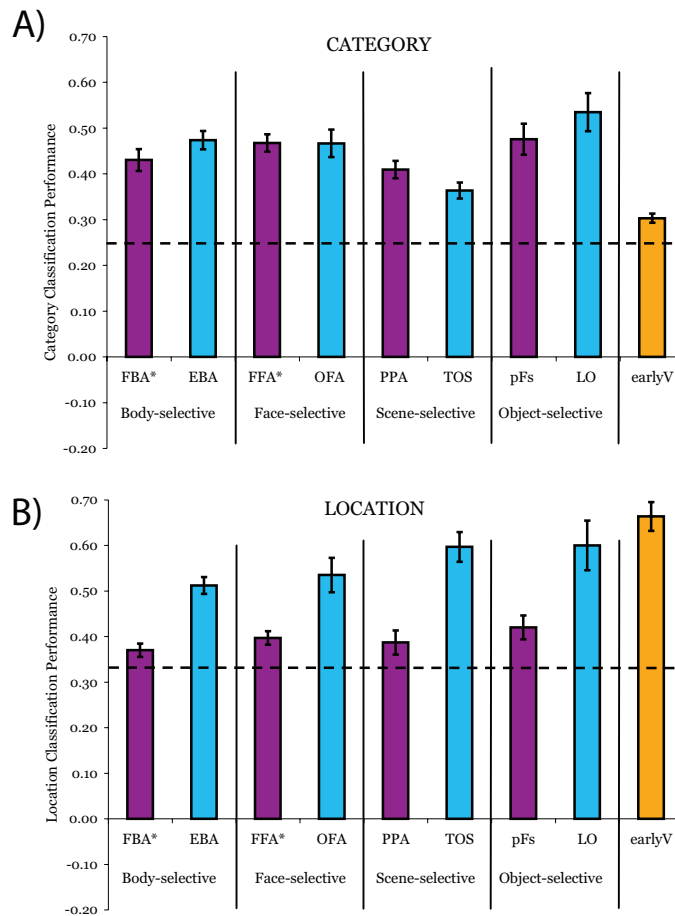 A)
CATEGORY
Category Classification Performance
0.70
0.60
0.50
0.40
0.30
0.20
0.10
0.00
-0.10
-0.20
FBA* EBA FFA* OFA PPA TOS pFs LO earlyV
Body-selective Face-selective Scene-selective Object-selective
B)
LOCATION
Location Classification Performance
0.70
0.60
0.50
0.40
0.30
0.20
0.10
0.00
-0.10
0.20
FBA* EBA FFA* OFA PPA TOS pFs LO earlyV
Body-selective Face-selective Scene-selective Object-selective